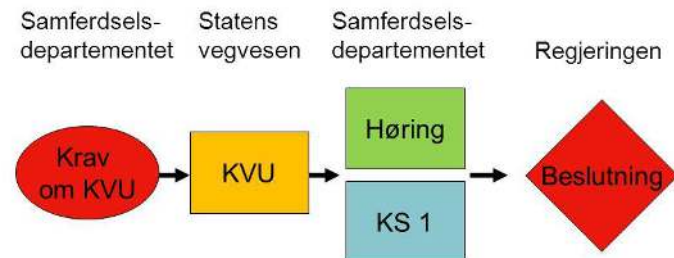 Samferdsels-
departementet
Statens
vegvesen
Samferdsels-
departementet
Regjeringen
Krav
om KVU
KVU
Høring
KS 1
Beslutning